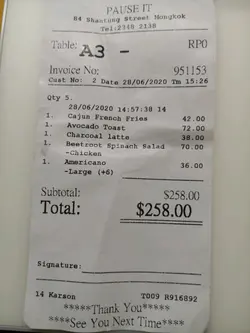 PAUSE IT
84 Shantung Street Mongkok
Tel:2348 2138
Table: A3 - RP0
Invoice No: 951153
Cust No: 2 Date 28/06/2020 Tm 15:26
Qty 5.
28/06/2020 14:57:38 14
1. Cajun French Fries 42.00
1. Avocado Toast 72.00
1. Charcoal latte 38.00
1. Beetroot Spinach Salad 70.00
-Chicken
1. Americano 36.00
-Large (+6)
Subtotal: $258.00
Total: $258.00
Signature:
14 Karson T009 R916892
*****Thank You*****
****See You Next Time****